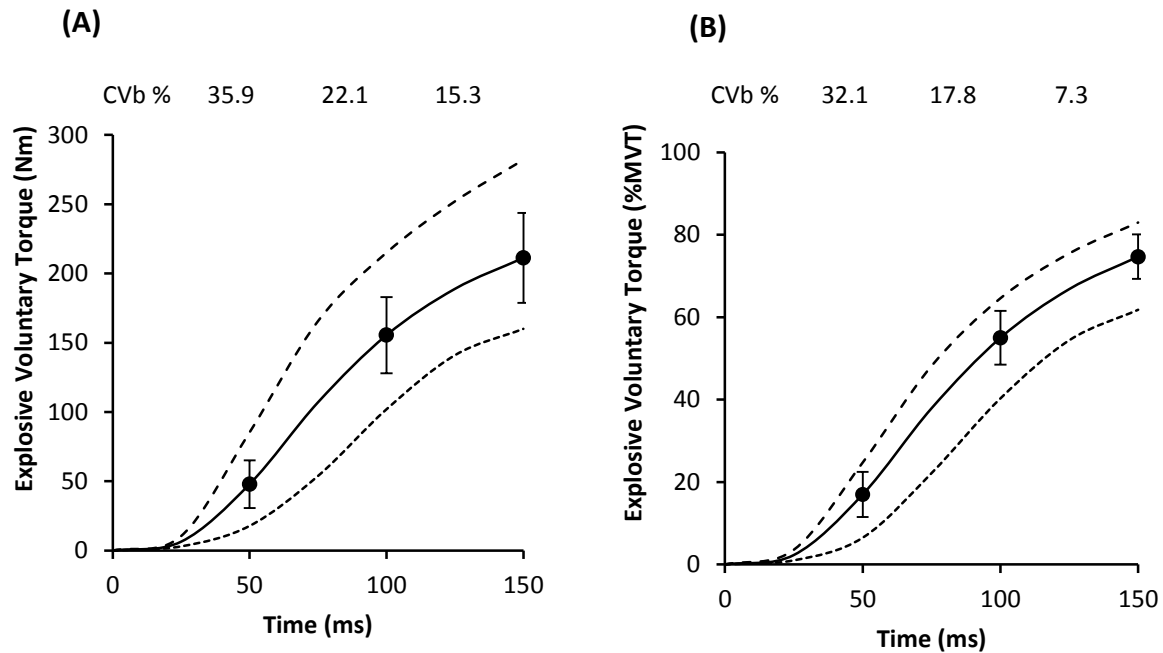 (A)
CVb % 35.9 22.1 15.3
Explosive Voluntary Torque (Nm)
300
250
200
150
100
50
0
0 50 100 150
Time (ms)
(B)
CVb % 32.1 17.8 7.3
Explosive Voluntary Torque (%MVT)
100
80
60
40
20
0
0 50 100 150
Time (ms)